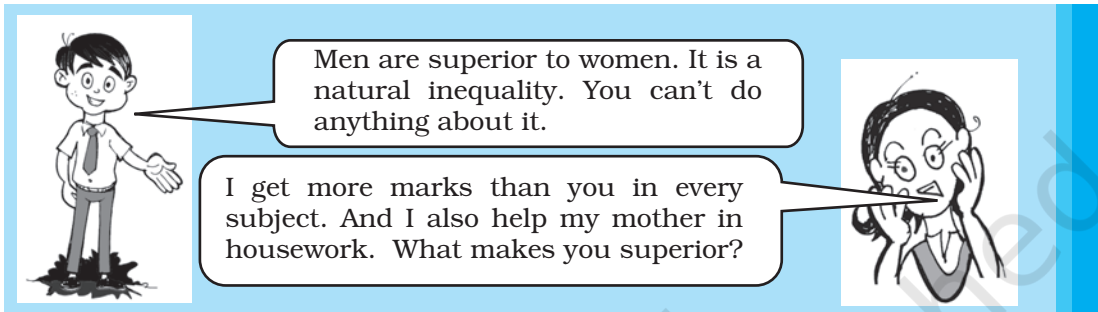 Men are superior to women. It is a
natural inequality. You can't do
anything about it.
I get more marks than you in every
subject. And I also help my mother in
housework. What makes you superior?